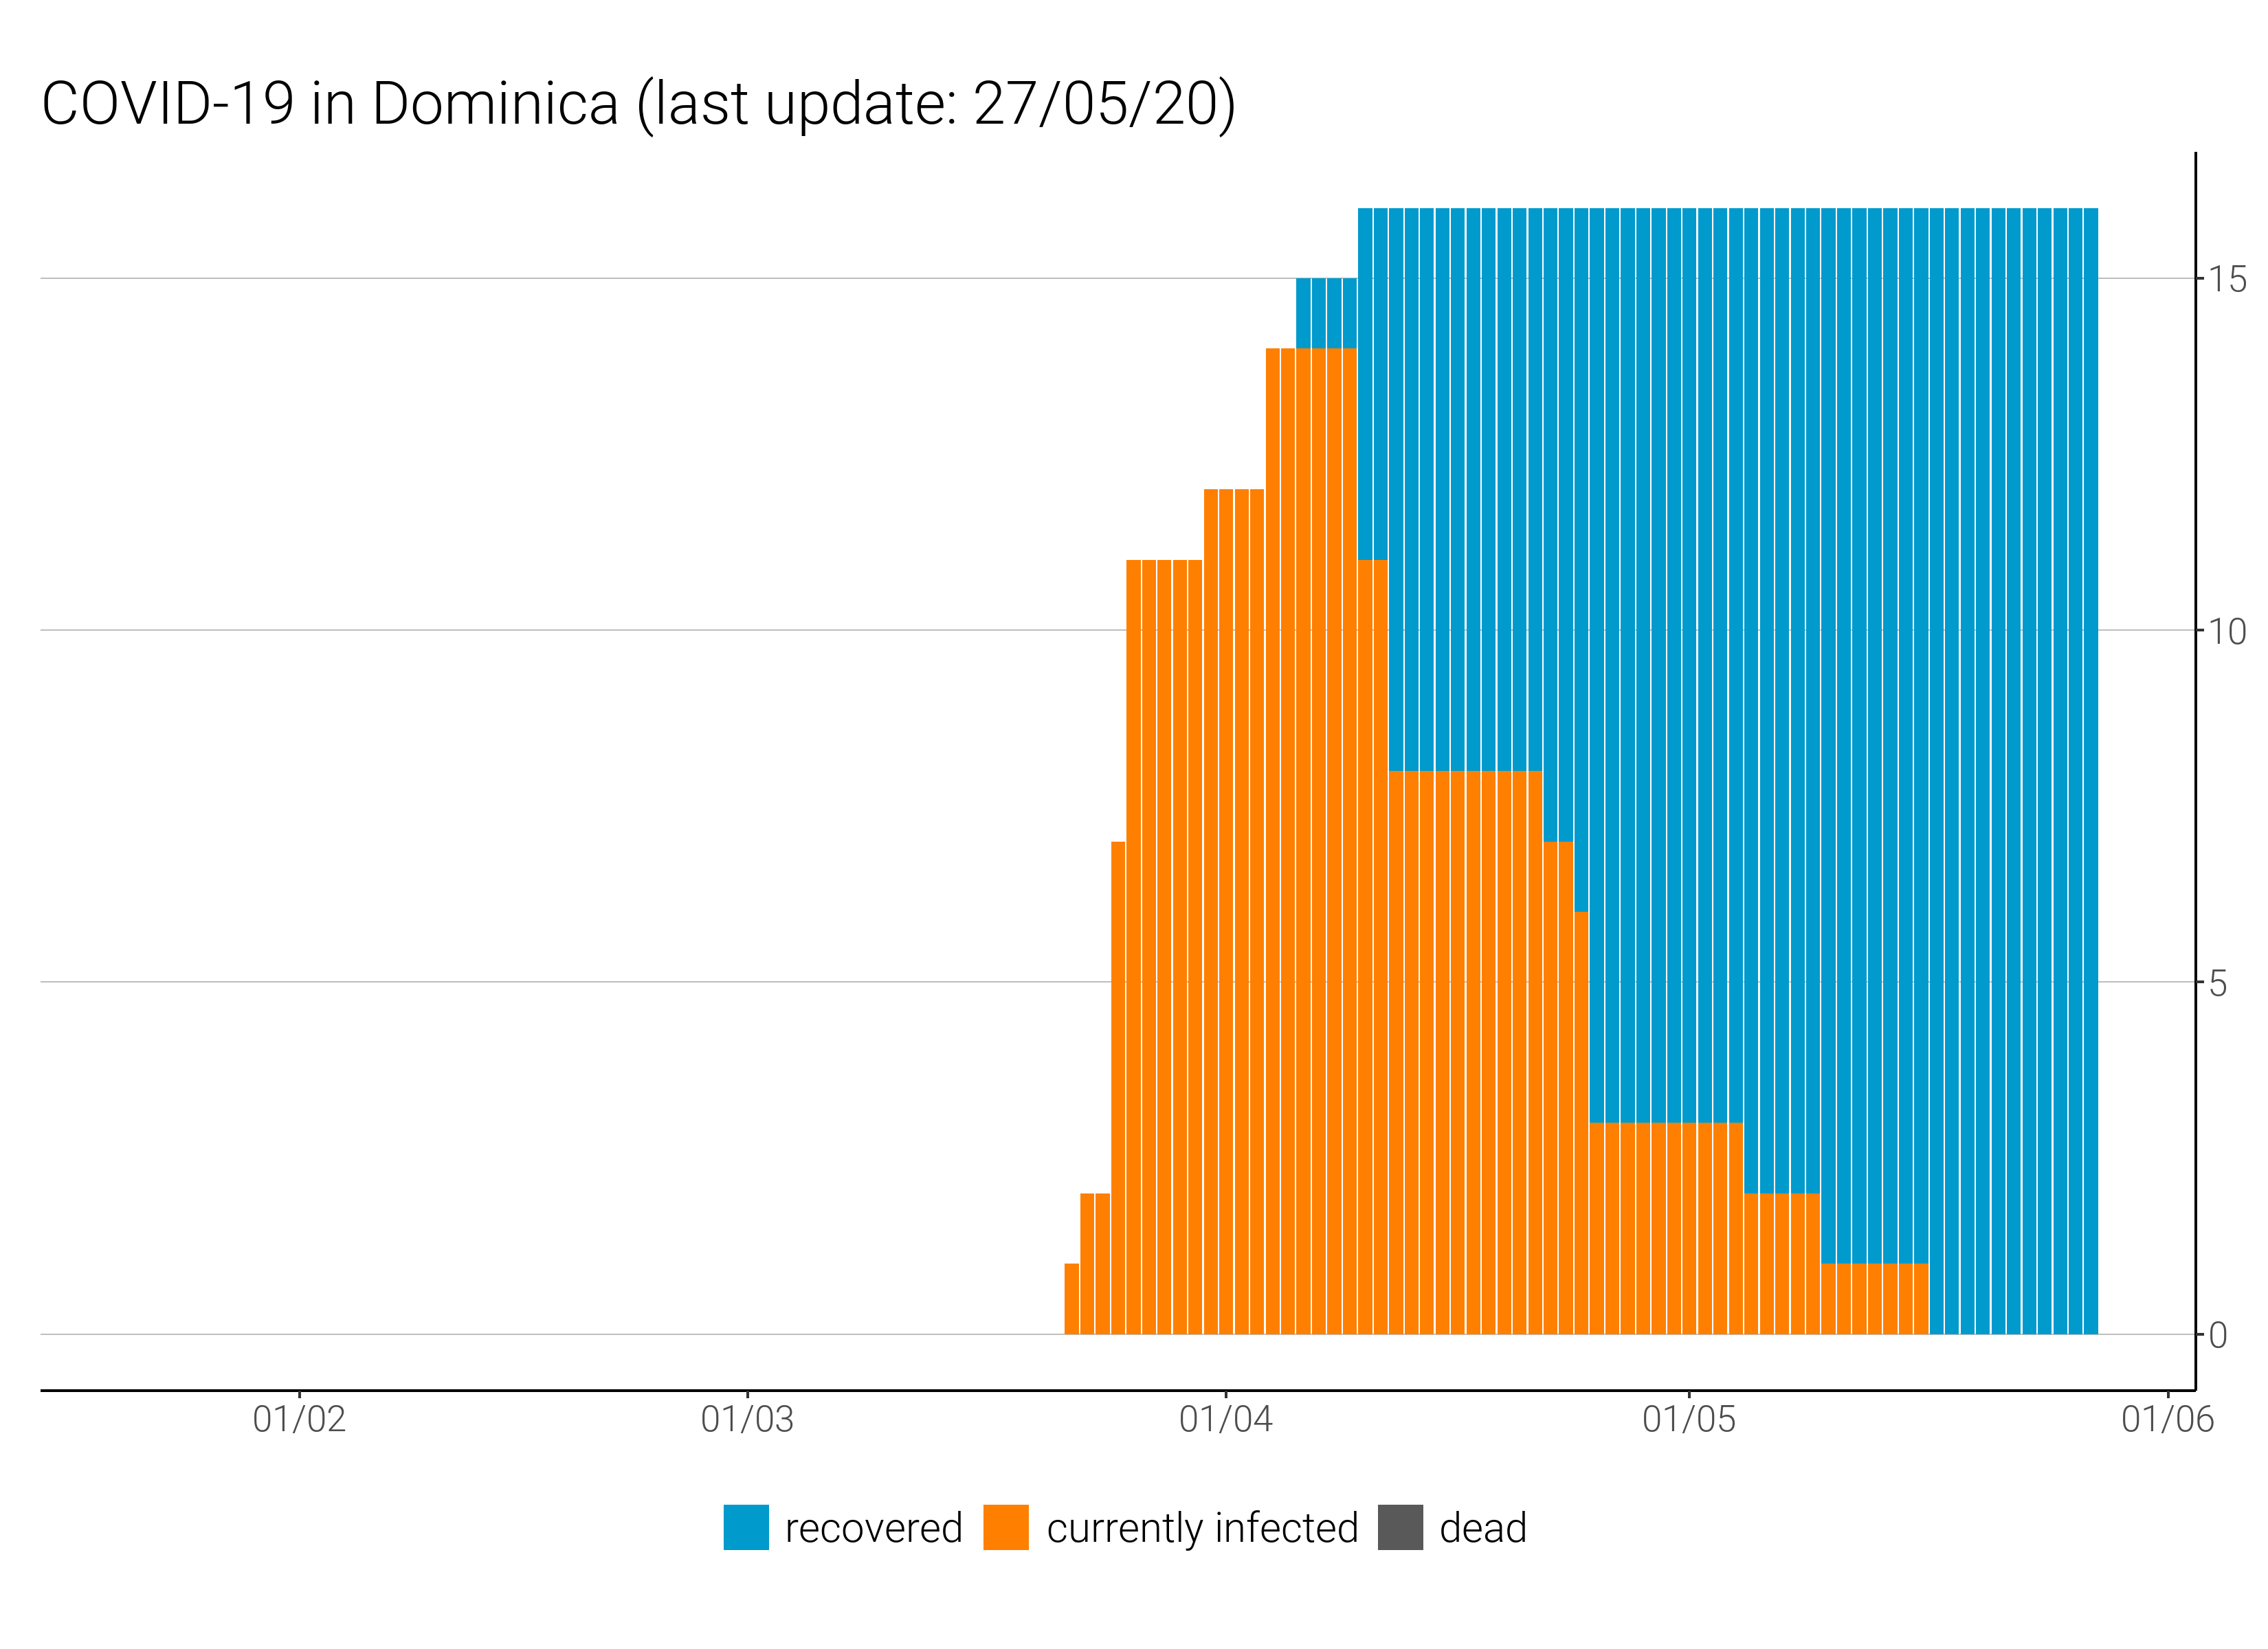 COVID-19 in Dominica (last update: 27/05/20)
15
10
5
0
01/02 01/03 01/04 01/05 01/06
recovered currently infected dead